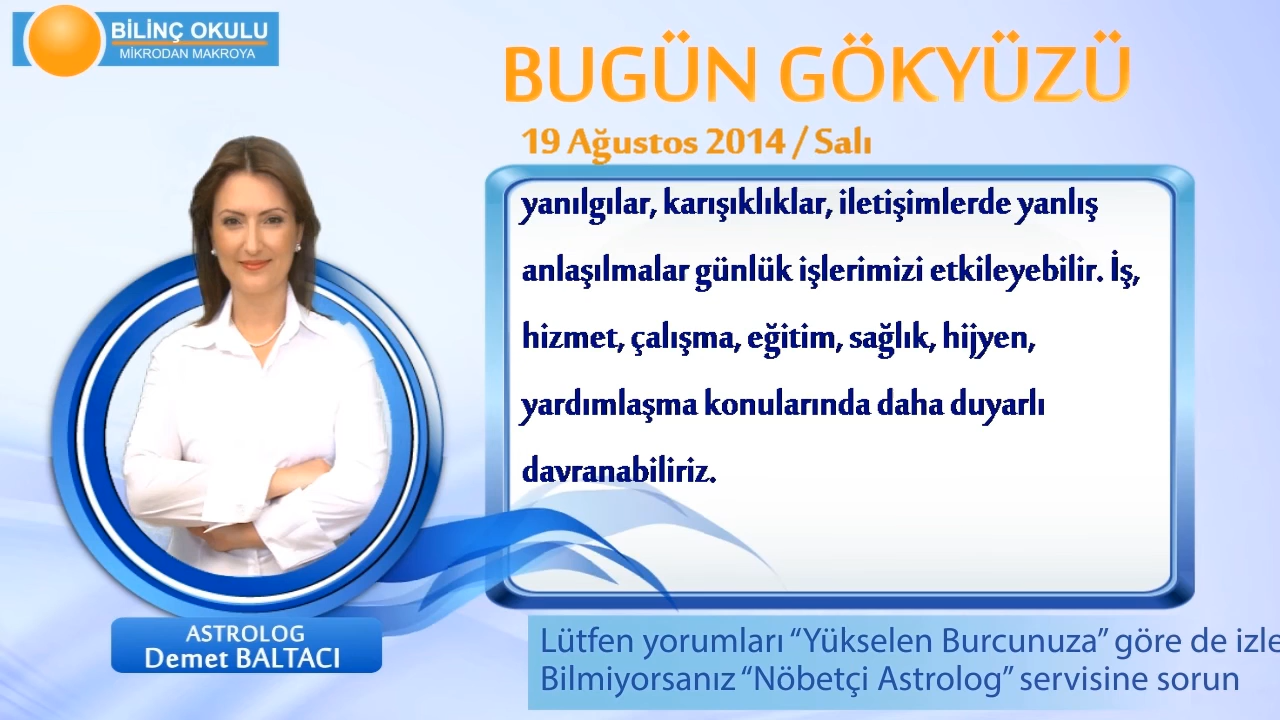 BİLİNÇ OKULU
MİKRODAN MAKROYA
BUGÜN GÖKYÜZÜ
19 Ağustos 2014 / Salı
yanılgılar, karışıklıklar, iletişimlerde yanlış
anlaşılmalar günlük işlerimizi etkileyebilir. İş,
hizmet, çalışma, eğitim, sağlık, hijyen,
yardımlaşma konularında daha duyarlı
davranabiliriz.
ASTROLOG
Demet BALTACI
Lütfen yorumları “Yükselen Burcunuza” göre de izle
Bilmiyorsanız “Nöbetçi Astrolog” servisine sorun